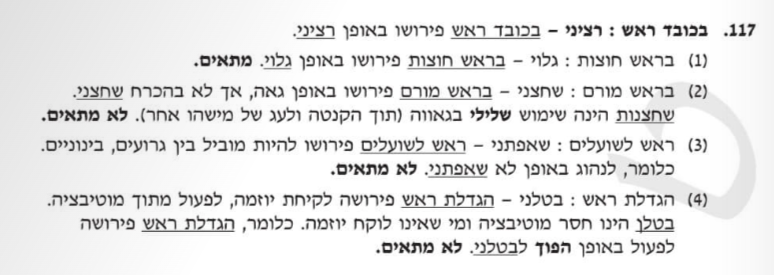 117. בכובד ראש : רציני – בכובד ראש פירושו באופן רציני.
(1) בראש חוצות : גלוי – בראש חוצות פירושו באופן גלוי. מתאים.
(2) בראש מורם : שחצני – בראש מורם פירושו באופן גאה, אך לא בהכרח שחצני.
שחצנות הינה שימוש שלילי בגאווה (תוך הקנטה ולעג של מישהו אחר). לא מתאים.
(3) ראש לשועלים : שאפתני – ראש לשועלים פירושו להיות מוביל בין גרועים, בינוניים.
כלומר, לנהוג באופן לא שאפתני. לא מתאים.
(4) הגדלת ראש : בטלני – הגדלת ראש פירושה לקיחת יוזמה, לפעול מתוך מוטיבציה.
בטלן הינו חסר מוטיבציה ומי שאינו לוקח יוזמה. כלומר, הגדלת ראש פירושה
לפעול באופן הפוך לבטלני. לא מתאים.